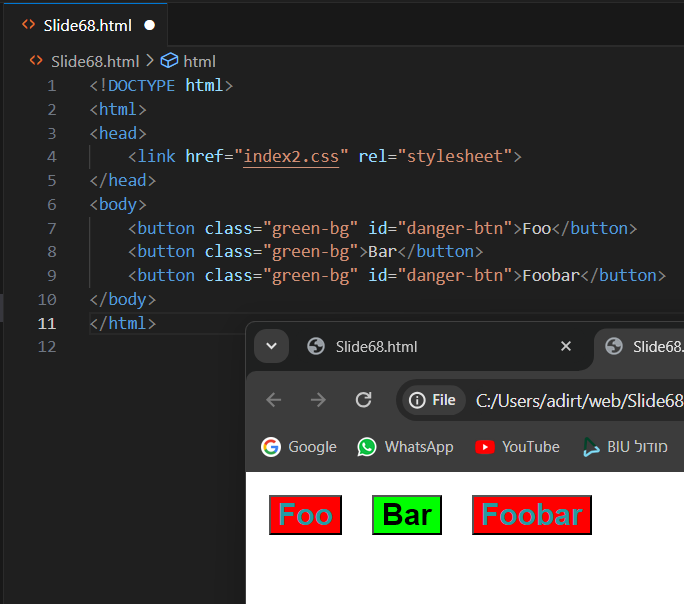 Slide68.html
Slide68.html > html
1 <!DOCTYPE html>
2 <html>
3 <head>
4 <link href="index2.css" rel="stylesheet">
5 </head>
6 <body>
7 <button class="green-bg" id="danger-btn">Foo</button>
8 <button class="green-bg">Bar</button>
9 <button class="green-bg" id="danger-btn">Foobar</button>
10 </body>
11 </html>
12
Slide68.html Slide68.
File C:/Users/adirt/web/Slide68
Google WhatsApp YouTube מודול BIU
Foo Bar Foobar